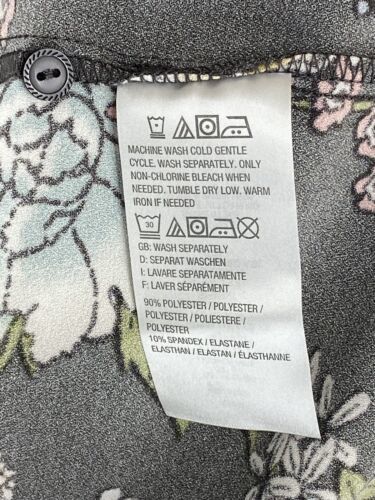 MACHINE WASH COLD GENTLE
CYCLE. WASH SEPARATELY. ONLY
NON-CHLORINE BLEACH WHEN
NEEDED. TUMBLE DRY LOW. WARM
IRON IF NEEDED
30
GB: WASH SEPARATELY
D: SEPARAT WASCHEN
I: LAVARE SEPARATAMENTE
F: LAVER SÉPARÉMENT
90% POLYESTER / POLYESTER /
POLYESTER / POLIESTERE /
POLYESTER
10% SPANDEX / ELASTANE /
ELASTHAN / ELASTAN / ÉLASTHANNE